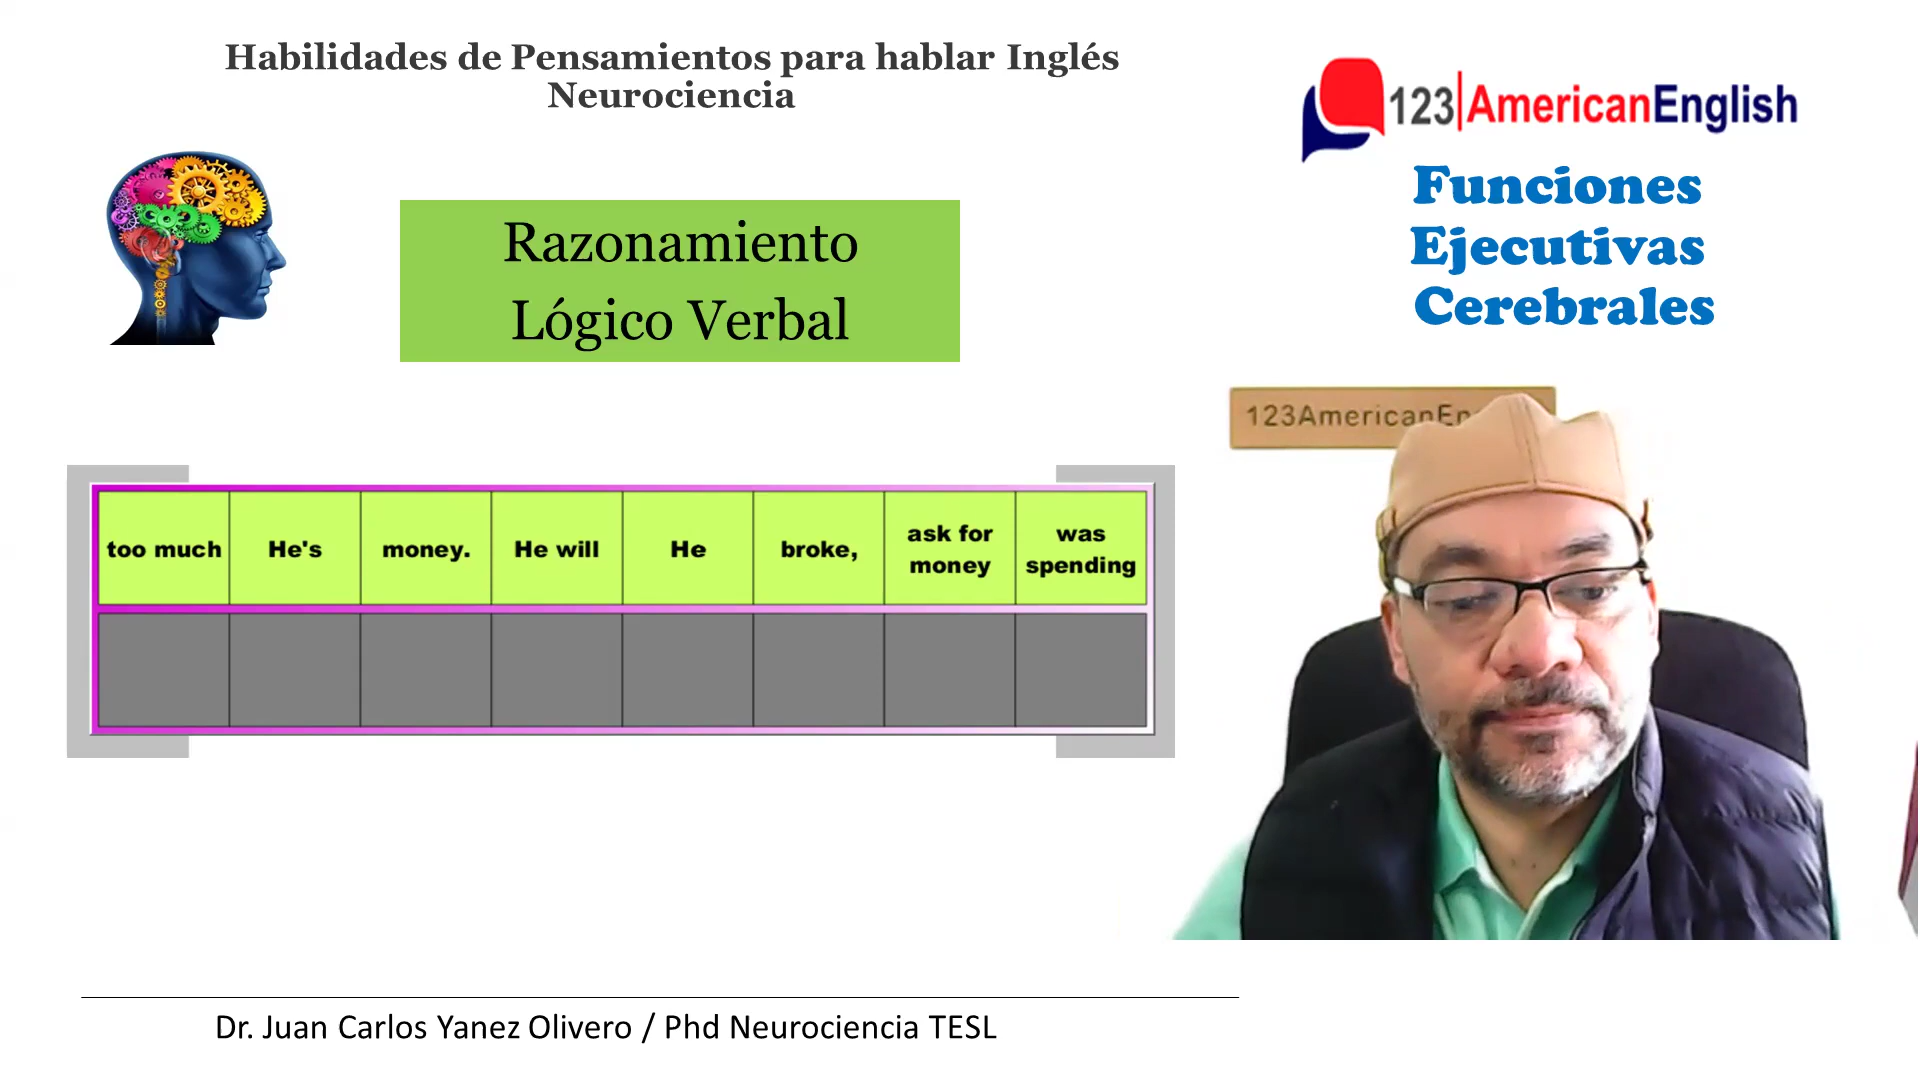 Habilidades de Pensamientos para hablar Inglés
Neurociencia
123|AmericanEnglish
Funciones
Ejecutivas
Cerebrales
Razonamiento
Lógico Verbal
123AmericanEn
too much
He's
money.
He will
He
broke,
ask for
money
was
spending
Dr. Juan Carlos Yanez Olivero / Phd Neurociencia TESL